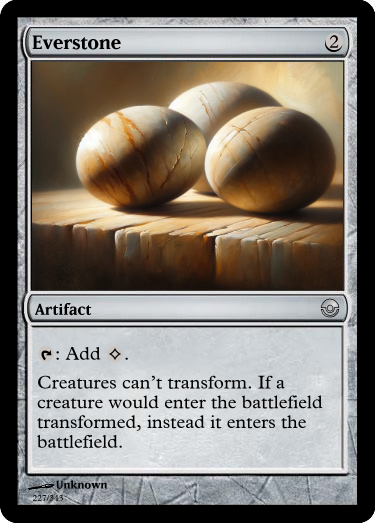 Everstone 2
Artifact
: Add .
Creatures can't transform. If a
creature would enter the battlefield
transformed, instead it enters the
battlefield.
Unknown
227/343